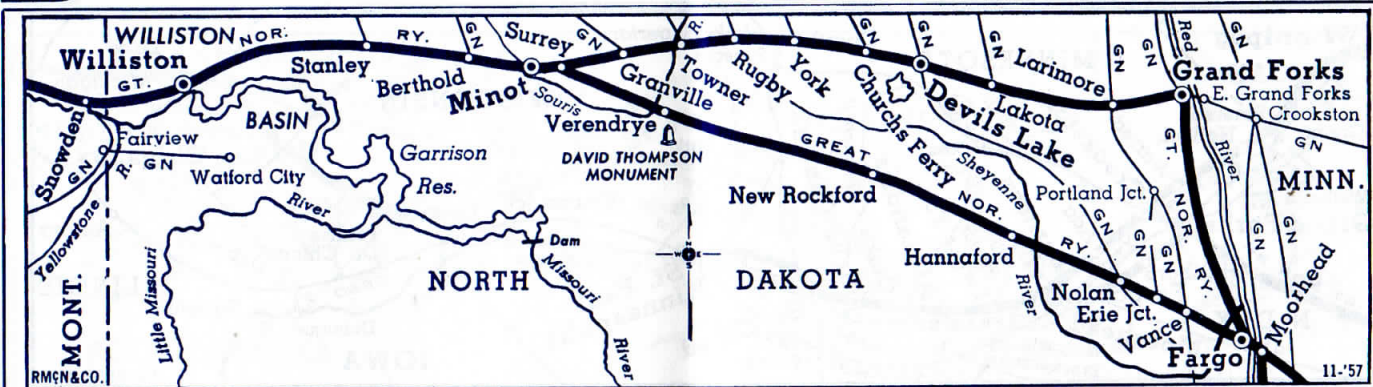 WILLISTON
BASIN
Williston
GT.
NOR.
RY.
Stanley
Berthold
GN
Surrey
Minot
Souris
GN
Granville
Verendrye
DAVID THOMPSON
MONUMENT
Towner
R.
GN
Rugby
GN
York
GN
Churchs Ferry
GN
Devils Lake
Lakota
GN
Larimore
GN
GN
Grand Forks
E. Grand Forks
Crookston
GN
Red
River
MINN.
Snowden
GN
Fairview
GN
R.
Watford City
Yellowstone
MONT.
Little Missouri
River
Garrison
Res.
Dam
Missouri
River
NORTH
DAKOTA
N
W
E
S
GREAT
NOR.
RY.
New Rockford
Sheyenne
River
Hannaford
Portland Jct.
GN
GN
GN
GT.
NOR.
RY.
GN
GN
Nolan
Erie Jct.
Vance
Fargo
Moorhead
RMCN&CO.
11-'57